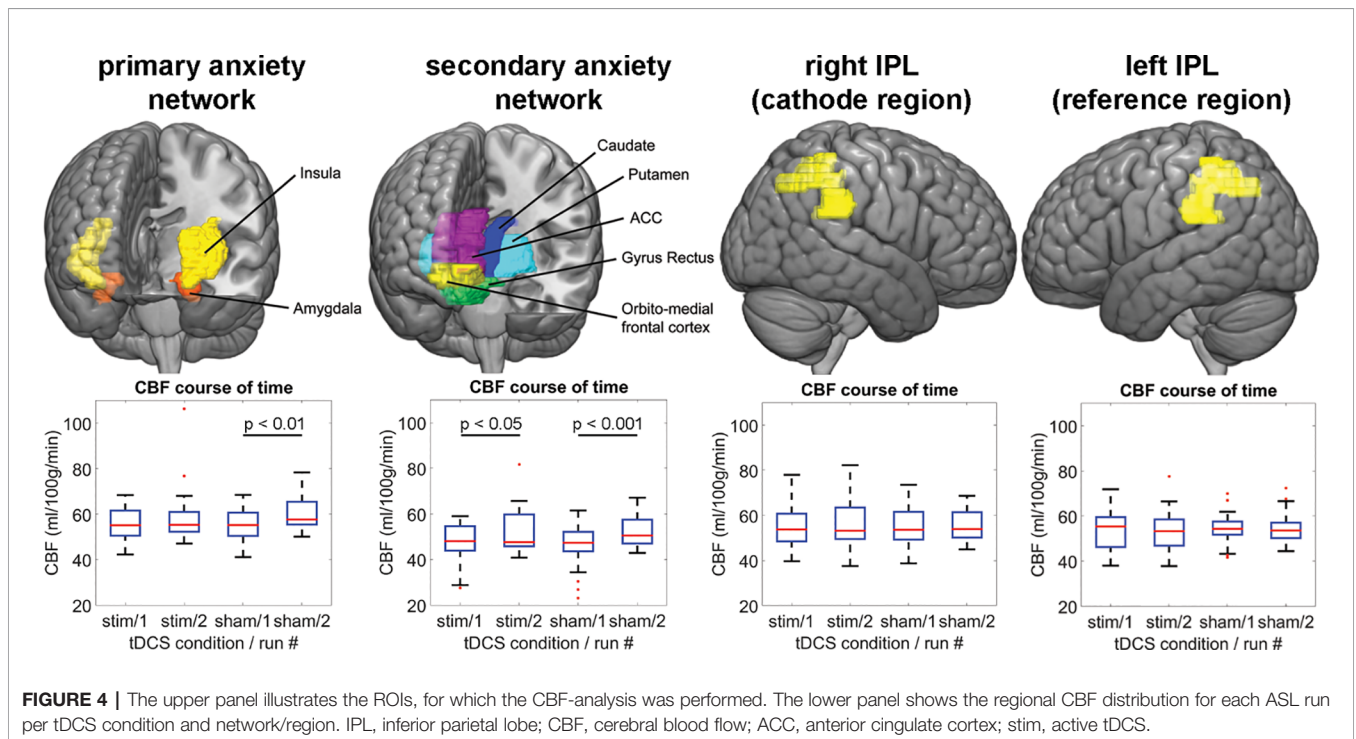 primary anxiety
network
secondary anxiety
network
right IPL
(cathode region)
left IPL
(reference region)
Insula
Amygdala
Caudate
Putamen
ACC
Gyrus Rectus
Orbito-medial
frontal cortex
CBF course of time
CBF (ml/100g/min)
100
80
60
40
20
p < 0.01
stim/1 stim/2 sham/1 sham/2
tDCS condition / run #
CBF course of time
CBF (ml/100g/min)
100
80
60
40
20
p < 0.05 p < 0.001
stim/1 stim/2 sham/1 sham/2
tDCS condition / run #
CBF course of time
CBF (ml/100g/min)
100
80
60
40
20
stim/1 stim/2 sham/1 sham/2
tDCS condition / run #
CBF course of time
CBF (ml/100g/min)
100
80
60
40
20
stim/1 stim/2 sham/1 sham/2
tDCS condition / run #
FIGURE 4 | The upper panel illustrates the ROIs, for which the CBF-analysis was performed. The lower panel shows the regional CBF distribution for each ASL run
per tDCS condition and network/region. IPL, inferior parietal lobe; CBF, cerebral blood flow; ACC, anterior cingulate cortex; stim, active tDCS.